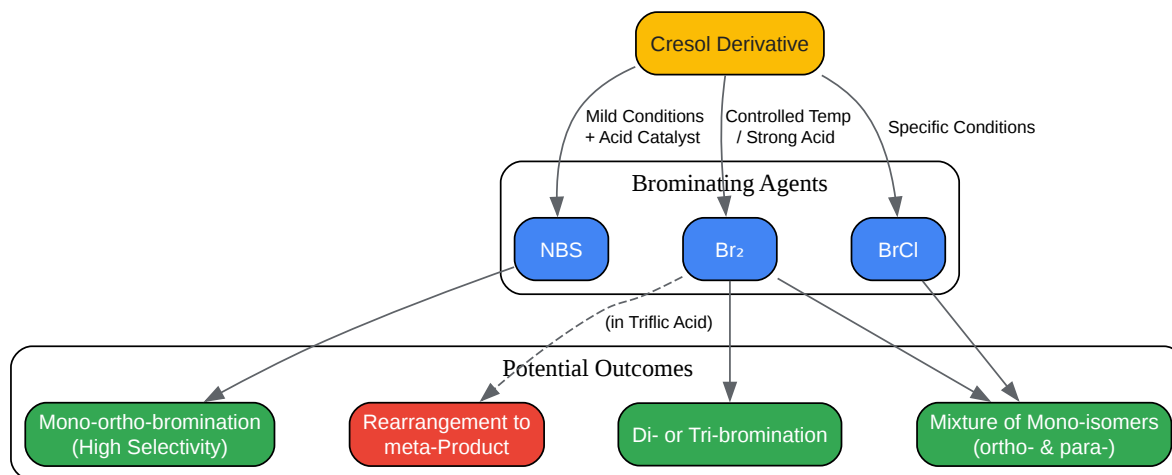 Cresol Derivative
Mild Conditions
+ Acid Catalyst
Controlled Temp
/ Strong Acid
Specific Conditions
Brominating Agents
NBS
Br₂
BrCl
(in Triflic Acid)
Potential Outcomes
Mono-ortho-bromination
(High Selectivity)
Rearrangement to
meta-Product
Di- or Tri-bromination
Mixture of Mono-isomers
(ortho- & para-)